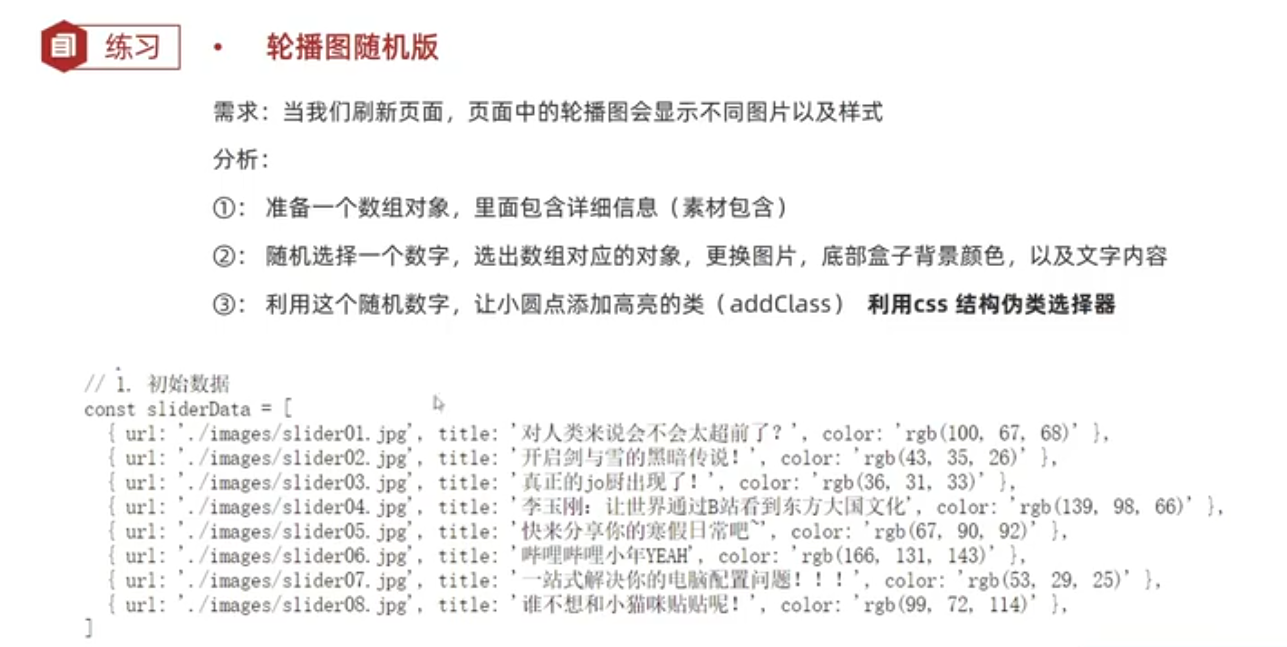 练习 • 轮播图随机版
需求：当我们刷新页面，页面中的轮播图会显示不同图片以及样式
分析：
①： 准备一个数组对象，里面包含详细信息（素材包含）
②： 随机选择一个数字，选出数组对应的对象，更换图片，底部盒子背景颜色，以及文字内容
③： 利用这个随机数字，让小圆点添加高亮的类（addClass） 利用css 结构伪类选择器
// 1. 初始数据
const sliderData = [
{ url: './images/slider01.jpg', title: '对人类来说会不会太超前了？', color: 'rgb(100, 67, 68)' },
{ url: './images/slider02.jpg', title: '开启剑与雪的黑暗传说！', color: 'rgb(43, 35, 26)' },
{ url: './images/slider03.jpg', title: '真正的jo厨出现了！', color: 'rgb(36, 31, 33)' },
{ url: './images/slider04.jpg', title: '李玉刚：让世界通过B站看到东方大国文化', color: 'rgb(139, 98, 66)' },
{ url: './images/slider05.jpg', title: '快来分享你的寒假日常吧~', color: 'rgb(67, 90, 92)' },
{ url: './images/slider06.jpg', title: '哔哩哔哩小年YEAH', color: 'rgb(166, 131, 143)' },
{ url: './images/slider07.jpg', title: '一站式解决你的电脑配置问题！！！', color: 'rgb(53, 29, 25)' },
{ url: './images/slider08.jpg', title: '谁不想和小猫咪贴贴呢！', color: 'rgb(99, 72, 114)' },
]